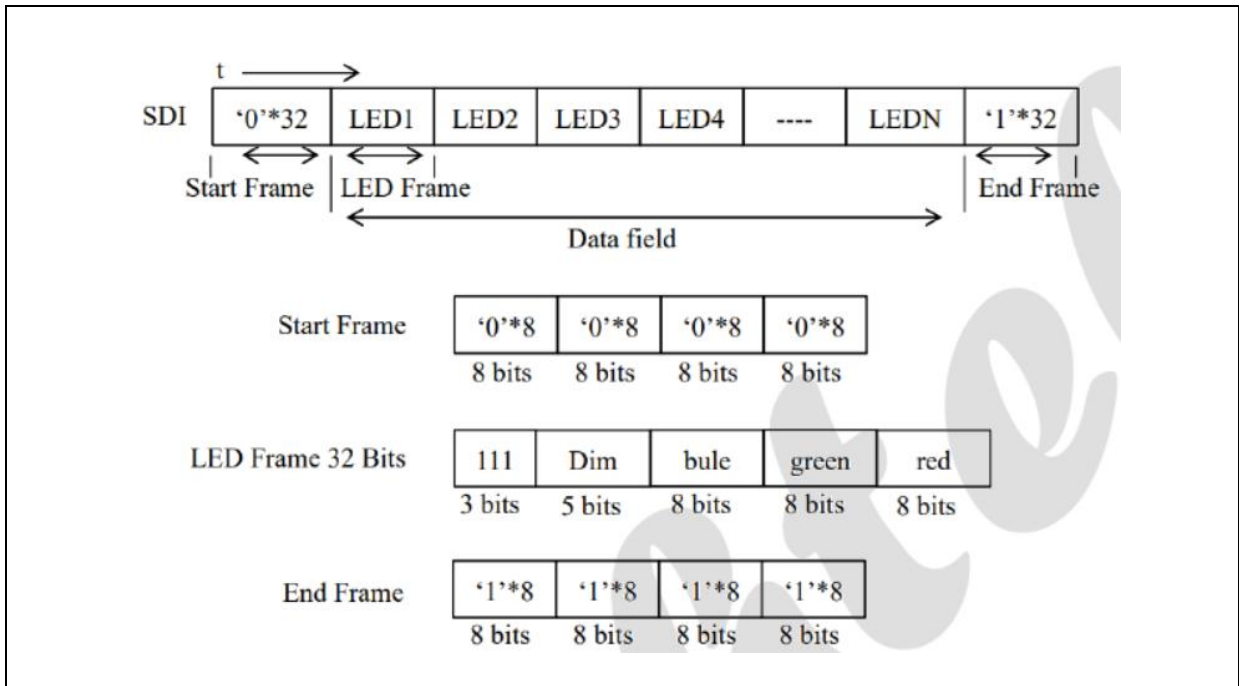 t
SDI ‘0’*32 LED1 LED2 LED3 LED4 ---- LEDN ‘1’*32
Start Frame LED Frame End Frame
Data field
Start Frame ‘0’*8 ‘0’*8 ‘0’*8 ‘0’*8
8 bits 8 bits 8 bits 8 bits
LED Frame 32 Bits 111 Dim bule green red
3 bits 5 bits 8 bits 8 bits 8 bits
End Frame ‘1’*8 ‘1’*8 ‘1’*8 ‘1’*8
8 bits 8 bits 8 bits 8 bits